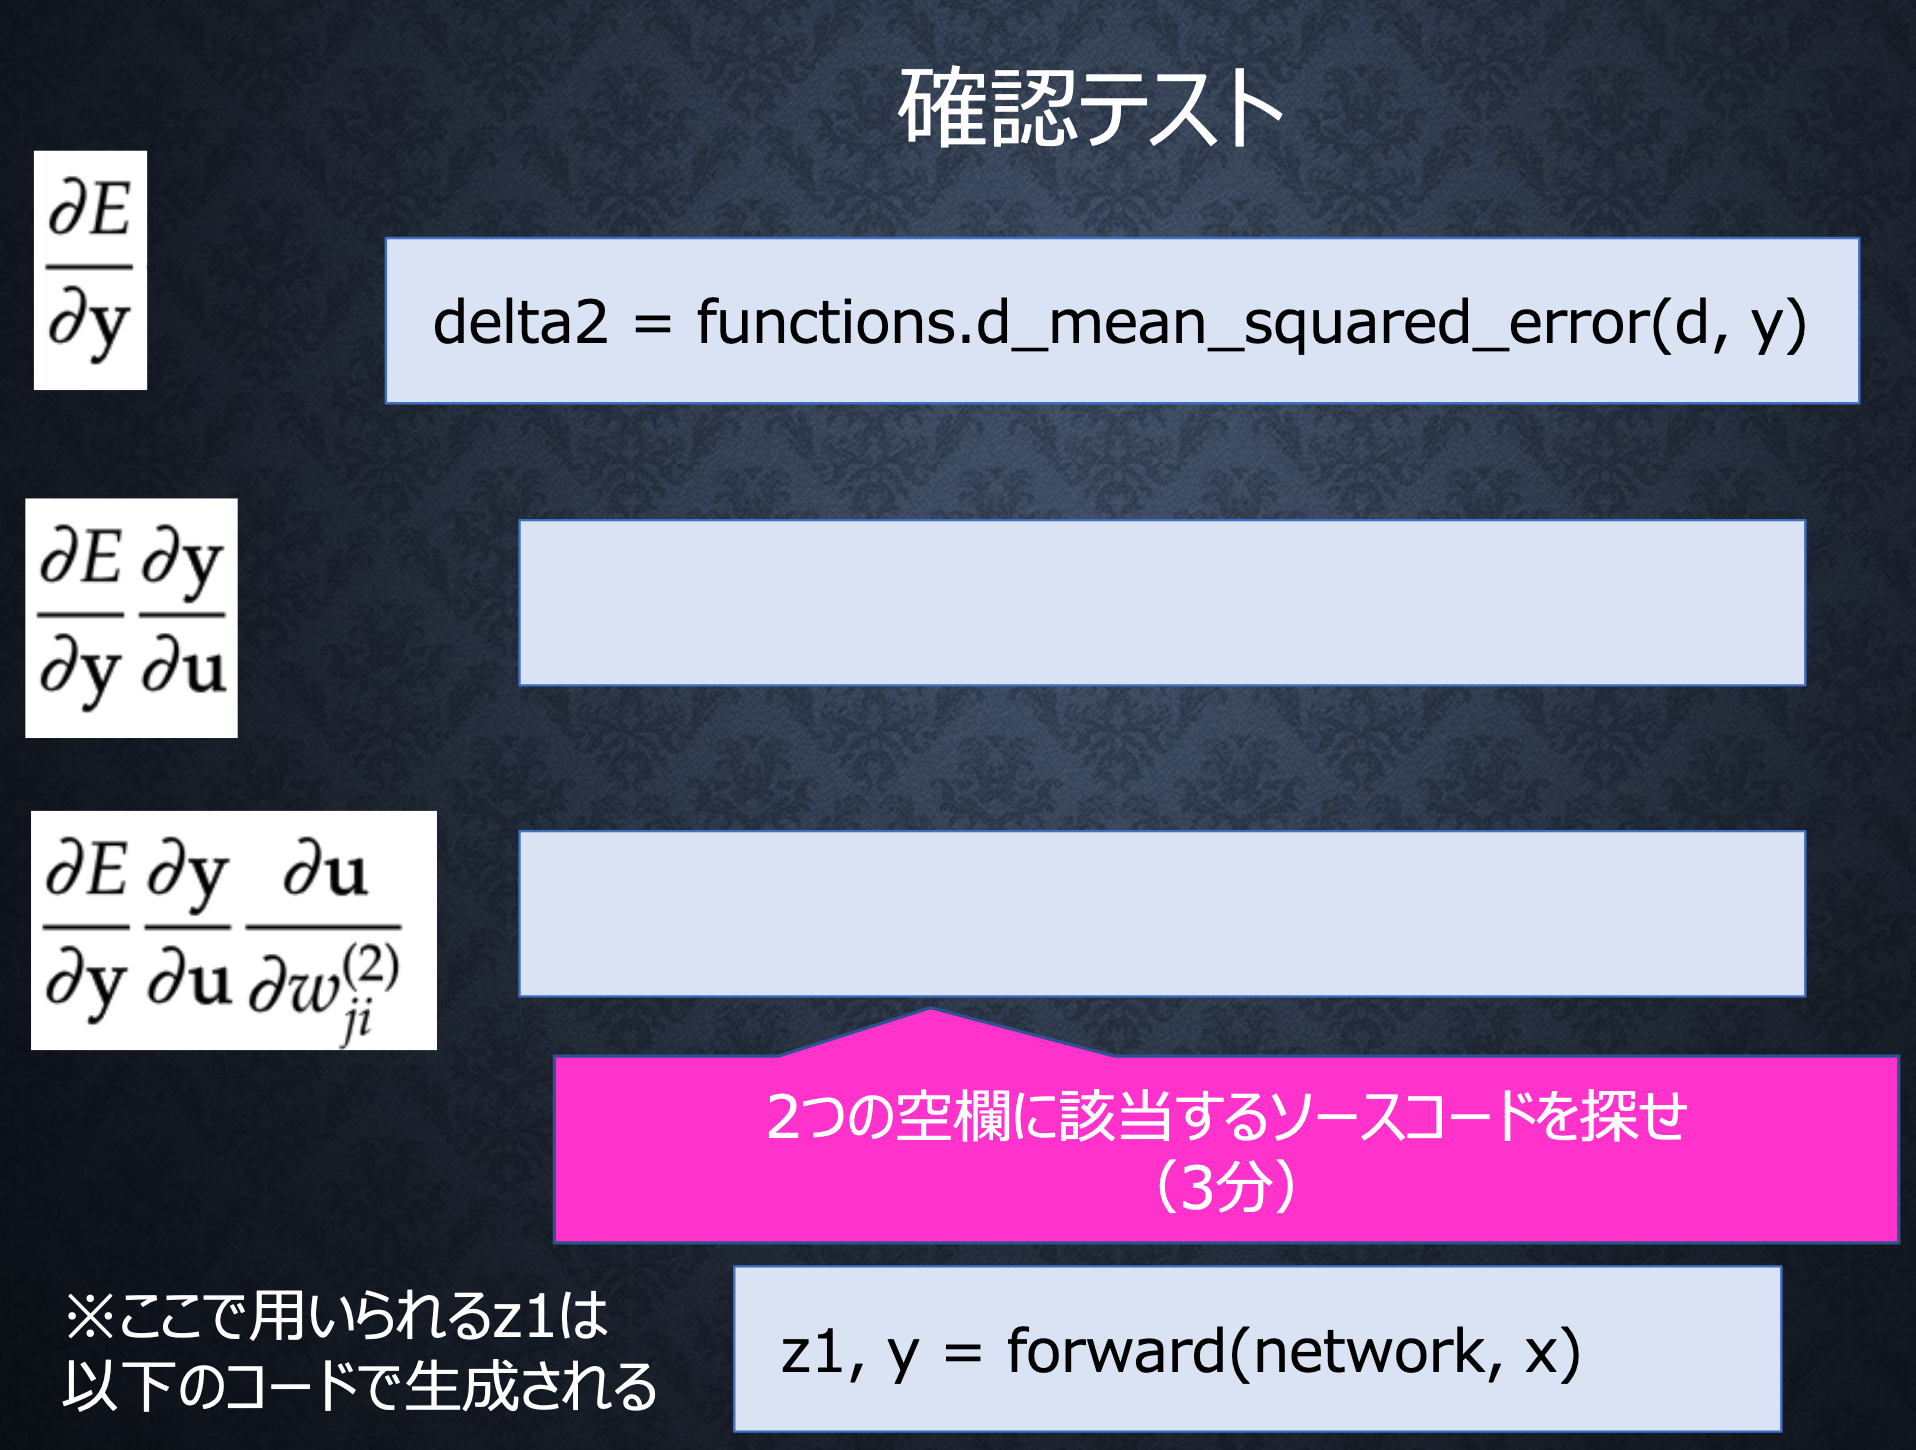 確認テスト
∂E
∂y
delta2 = functions.d_mean_squared_error(d, y)
∂E ∂y
∂y ∂u
∂E ∂y ∂u
∂y ∂u ∂w_{ji}^{(2)}
2つの空欄に該当するソースコードを探せ
（3分）
※ここで用いられるz1は
以下のコードで生成される
z1, y = forward(network, x)